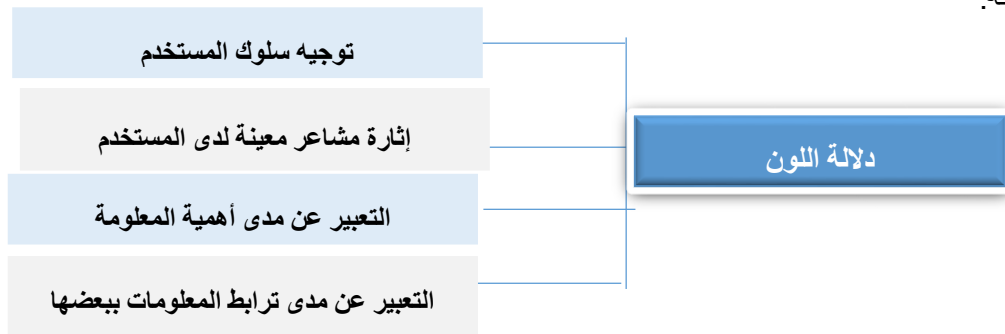 دلالة اللون
توجيه سلوك المستخدم
إثارة مشاعر معينة لدى المستخدم
التعبير عن مدى أهمية المعلومة
التعبير عن مدى ترابط المعلومات ببعضها